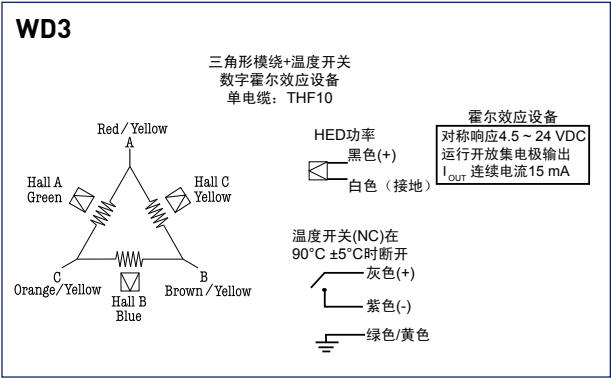 WD3
三角形模绕+温度开关
数字霍尔效应设备
单电缆：THF10
Red/Yellow
A
Hall A
Green
Hall C
Yellow
C
Orange/Yellow
Hall B
Blue
B
Brown/Yellow
HED功率
黑色(+)
白色（接地）
霍尔效应设备
对称响应4.5 ~ 24 VDC
运行开放集电极输出
I_OUT 连续电流15 mA
温度开关(NC)在
90°C ±5°C时断开
灰色(+)
紫色(-)
绿色/黄色